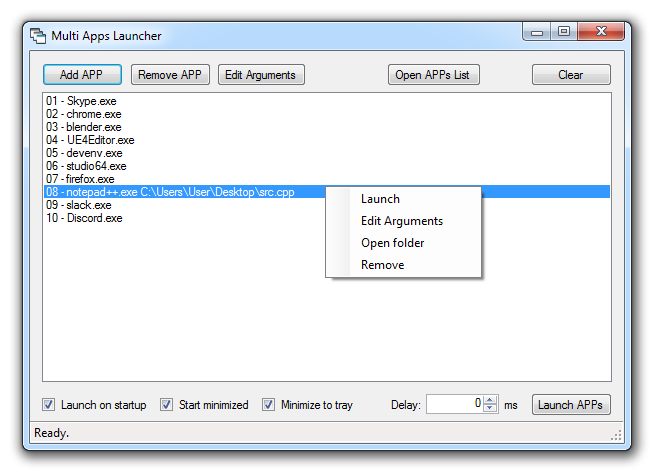 Multi Apps Launcher
Add APP Remove APP Edit Arguments Open APPs List Clear
01 - Skype.exe
02 - chrome.exe
03 - blender.exe
04 - UE4Editor.exe
05 - devenv.exe
06 - studio64.exe
07 - firefox.exe
08 - notepad++.exe C:\Users\User\Desktop\src.cpp
09 - slack.exe
10 - Discord.exe
Launch
Edit Arguments
Open folder
Remove
Launch on startup Start minimized Minimize to tray Delay: 0 ms Launch APPs
Ready.